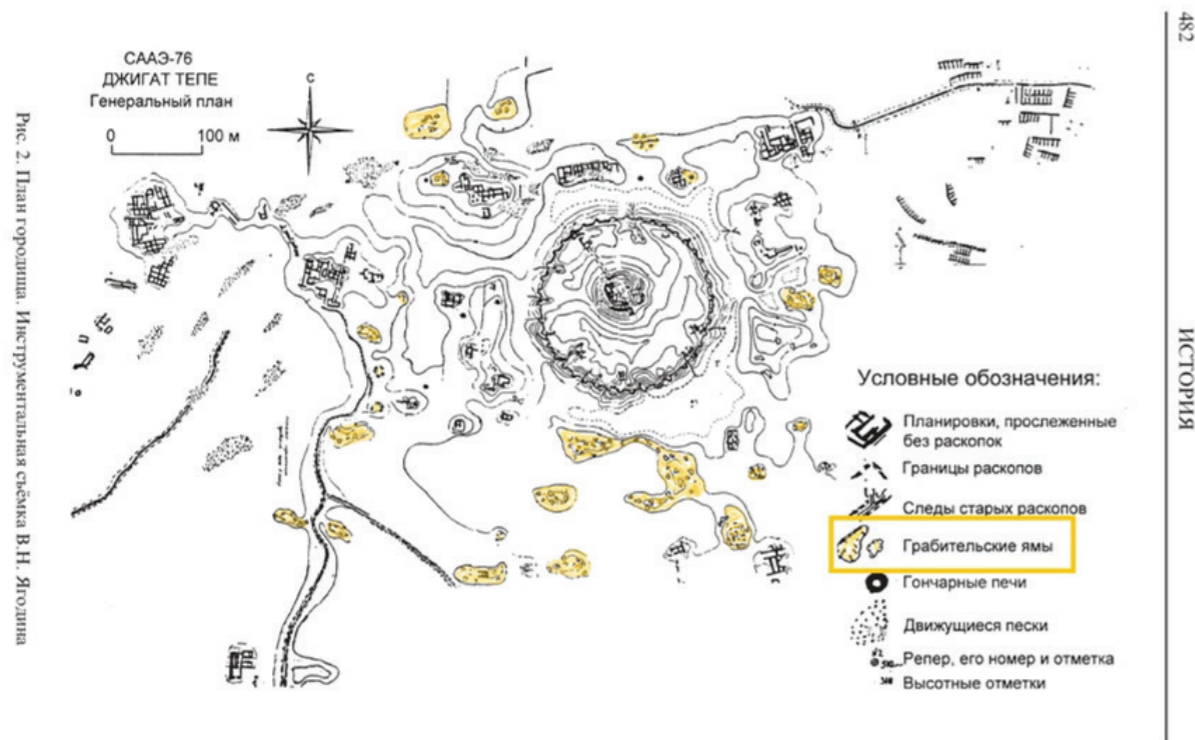 482
ИСТОРИЯ
СААЭ-76
ДЖИГАТ ТЕПЕ
Генеральный план
0 100 м
С
Условные обозначения:
Планировки, прослеженные
без раскопок
Границы раскопов
Следы старых раскопов
Грабительские ямы
Гончарные печи
Движущиеся пески
Репер, его номер и отметка
Высотные отметки
Рис. 2. План городища. Инструментальная съёмка В.Н. Ягодина